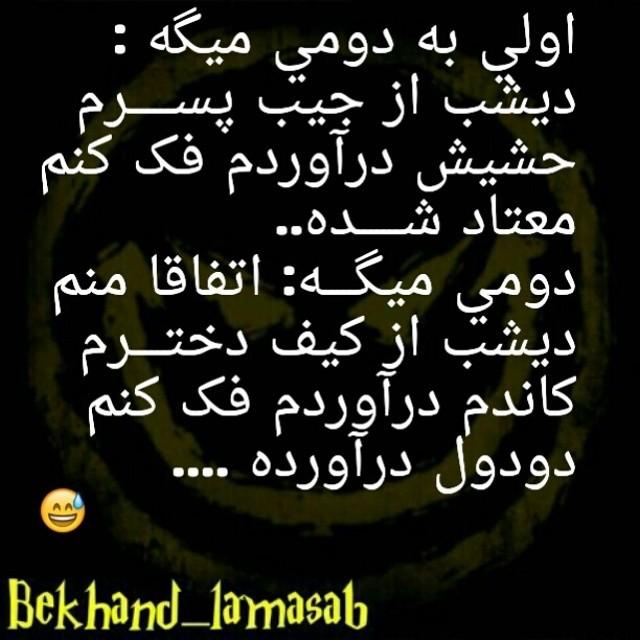 اولي به دومي ميگه :
ديشب از جيب پســرم
حشيش درآوردم فک کنم
معتاد شــده..
دومي ميگــه: اتفاقا منم
ديشب از کيف دختــرم
کاندم درآوردم فک کنم
دودول درآورده ....
😅
Bekhand_lamasab